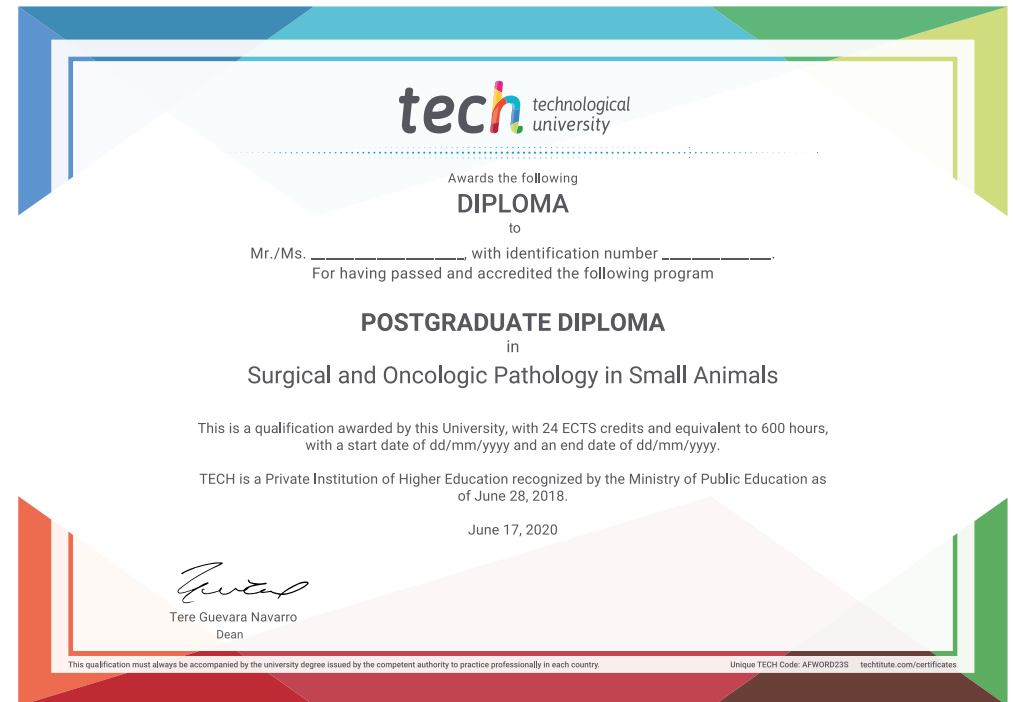 tech technological
university
Awards the following
DIPLOMA
to
Mr./Ms. ____________________, with identification number ______________.
For having passed and accredited the following program
POSTGRADUATE DIPLOMA
in
Surgical and Oncologic Pathology in Small Animals
This is a qualification awarded by this University, with 24 ECTS credits and equivalent to 600 hours,
with a start date of dd/mm/yyyy and an end date of dd/mm/yyyy.
TECH is a Private Institution of Higher Education recognized by the Ministry of Public Education as
of June 28, 2018.
June 17, 2020
Tere Guevara Navarro
Dean
This qualification must always be accompanied by the university degree issued by the competent authority to practice professionally in each country.
Unique TECH Code: AFWORD23S techtitute.com/certificates